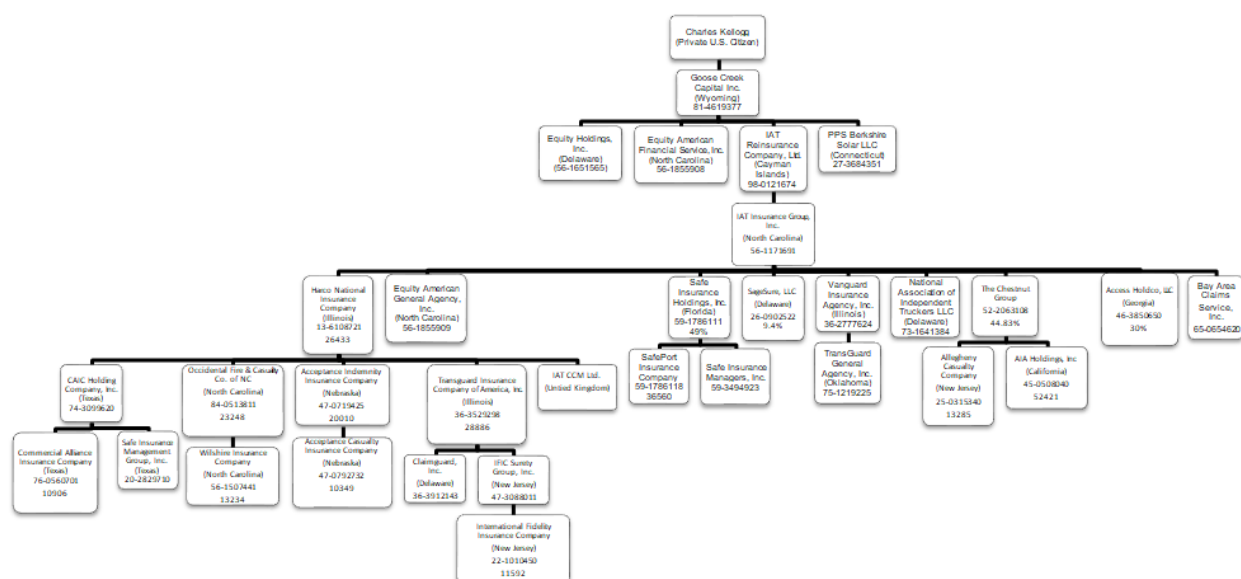 Charles Kellogg
(Private U.S. Citizen)
Goose Creek
Capital Inc.
(Wyoming)
81-4619377
Equity Holdings,
Inc.
(Delaware)
(56-1651565)
Equity American
Financial Service, Inc.
(North Carolina)
56-1855908
IAT
Reinsurance
Company, Ltd.
(Cayman
Islands)
98-0121674
PPS Berkshire
Solar LLC
(Connecticut)
27-3684351
IAT Insurance Group,
Inc.
(North Carolina)
56-1171691
Harco National
Insurance
Company
(Illinois)
13-6108721
26433
Equity American
General Agency,
Inc.
(North Carolina)
56-1855909
Safe
Insurance
Holdings, Inc.
(Florida)
59-1786111
49%
SageSure, LLC
(Delaware)
26-0902522
9.4%
Vanguard
Insurance
Agency, Inc.
(Illinois)
36-2777624
National
Association of
Independent
Truckers LLC
(Delaware)
73-1641384
The Chestnut
Group
52-2063108
44.83%
Access Holdco, LLC
(Georgia)
46-3850650
30%
Bay Area
Claims
Service,
Inc.
65-0654620
CAIC Holding
Company, Inc.
(Texas)
74-3099620
Occidental Fire & Casualty
Co. of NC
(North Carolina)
84-0513811
23248
Acceptance Indemnity
Insurance Company
(Nebraska)
47-0719425
20010
Transguard Insurance
Company of America, Inc.
(Illinois)
36-3529298
28886
IAT CCM Ltd.
(Untied Kingdom)
SafePort
Insurance
Company
59-1786118
36560
Safe Insurance
Managers, Inc.
59-3494923
TransGuard
General
Agency, Inc.
(Oklahoma)
75-1219225
Allegheny
Casualty
Company
(New Jersey)
25-0315340
13285
AIA Holdings, Inc
(California)
45-0508040
52421
Commercial Alliance
Insurance Company
(Texas)
76-0560701
10906
Safe Insurance
Management
Group, Inc.
(Texas)
20-2829710
Wilshire Insurance
Company
(North Carolina)
56-1507441
13234
Acceptance Casualty
Insurance Company
(Nebraska)
47-0792732
10349
Claimguard,
Inc.
(Delaware)
36-3912143
IFIC Surety
Group, Inc.
(New Jersey)
47-3088011
International Fidelity
Insurance Company
(New Jersey)
22-1010450
11592